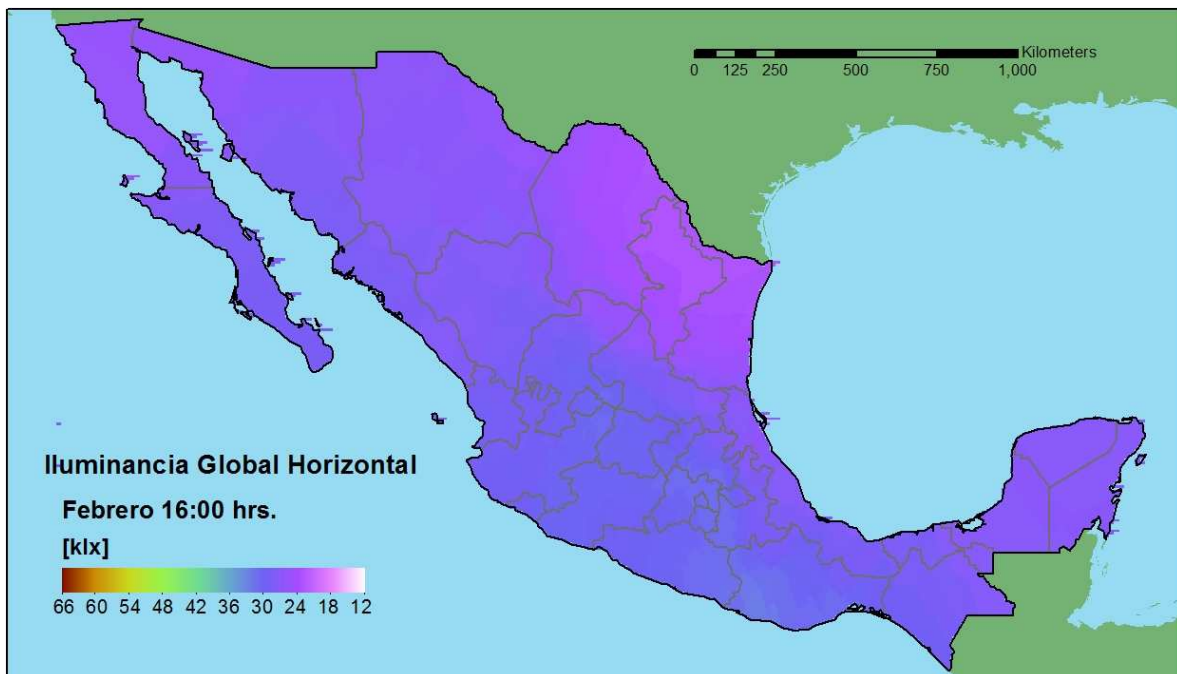 Kilometers
0 125 250 500 750 1,000
Iluminancia Global Horizontal
Febrero 16:00 hrs.
[klx]
66 60 54 48 42 36 30 24 18 12